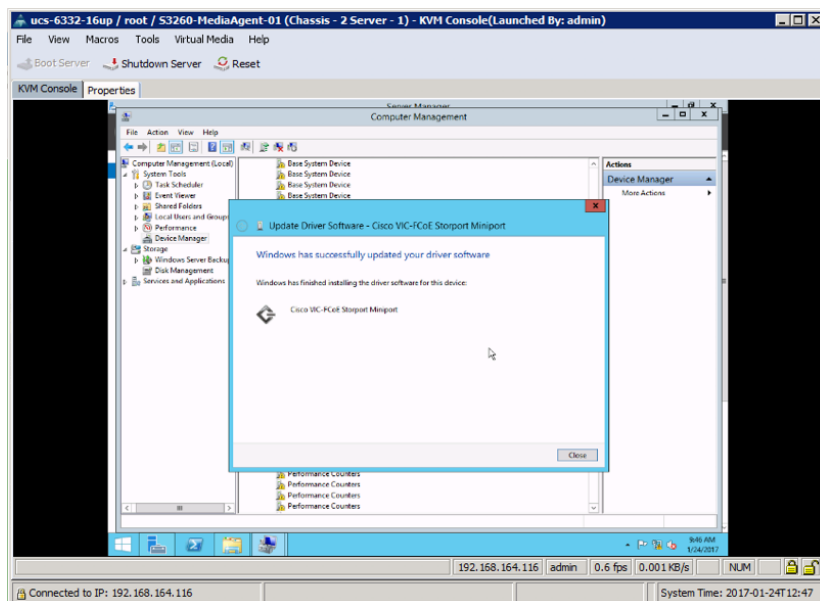 ucs-6332-16up / root / S3260-MediaAgent-01 (Chassis - 2 Server - 1) - KVM Console(Launched By: admin)
File View Macros Tools Virtual Media Help
Boot Server Shutdown Server Reset
KVM Console Properties
Server Manager
Computer Management
File Action View Help
Computer Management (Local)
System Tools
Task Scheduler
Event Viewer
Shared Folders
Local Users and Groups
Performance
Device Manager
Storage
Windows Server Backup
Disk Management
Services and Applications
Base System Device
Base System Device
Base System Device
Base System Device
Actions
Device Manager
More Actions
Update Driver Software - Cisco VIC-FCoE Storport Miniport
Windows has successfully updated your driver software
Windows has finished installing the driver software for this device:
Cisco VIC-FCoE Storport Miniport
Close
Performance Counters
Performance Counters
Performance Counters
Performance Counters
9:46 AM
1/24/2017
192.168.164.116 admin 0.6 fps 0.001 KB/s NUM
Connected to IP: 192.168.164.116 System Time: 2017-01-24T12:47